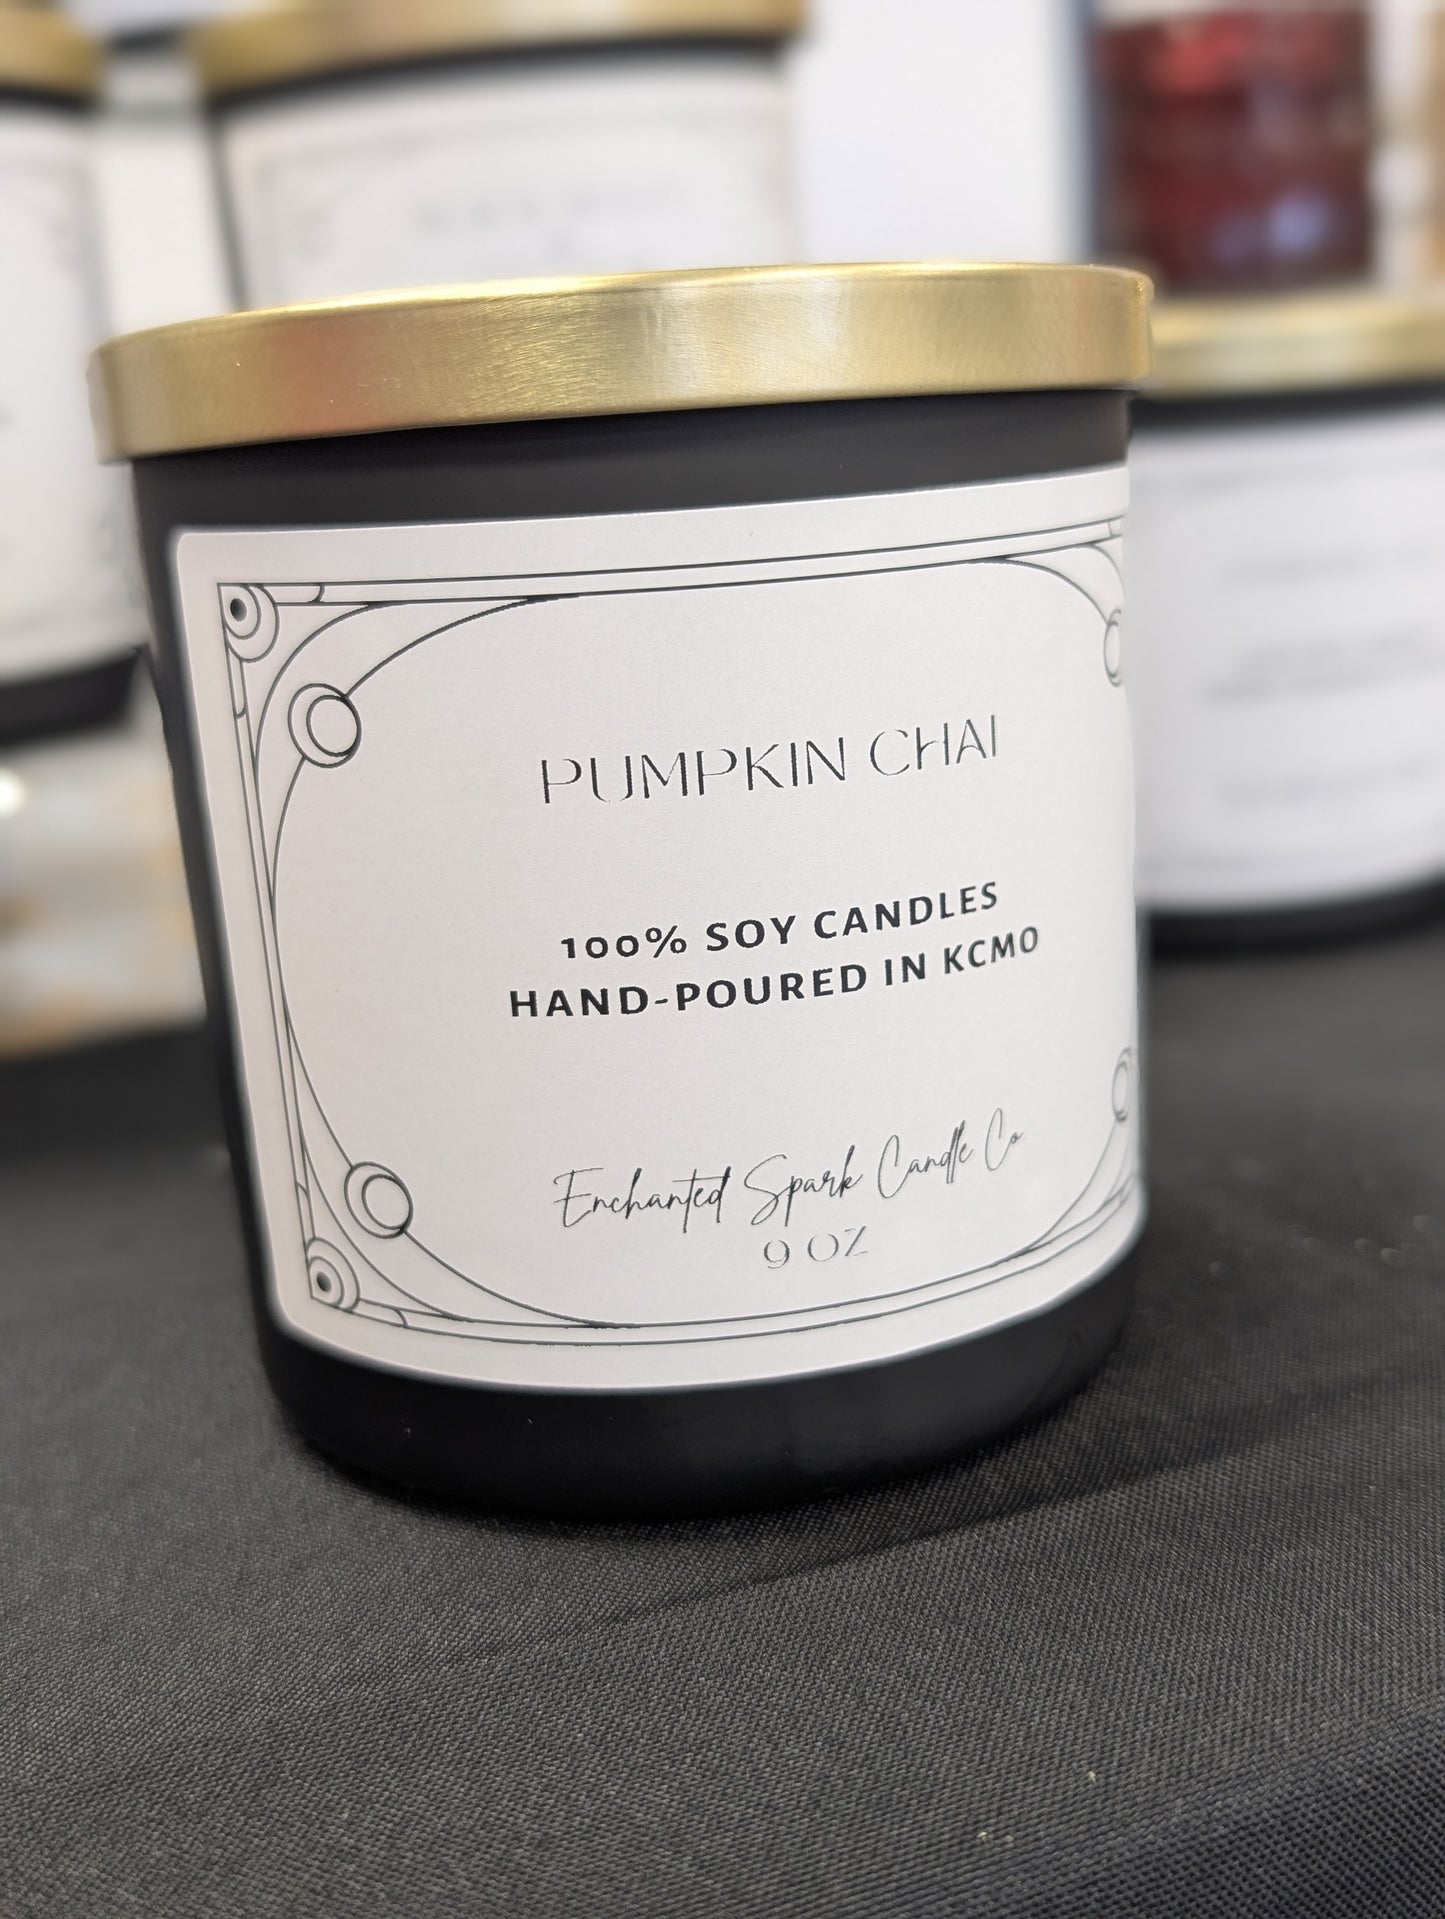 PUMPKIN CHAI
100% SOY CANDLES
HAND-POURED IN KCMO
Enchanted Spark Candle Co.
9 OZ